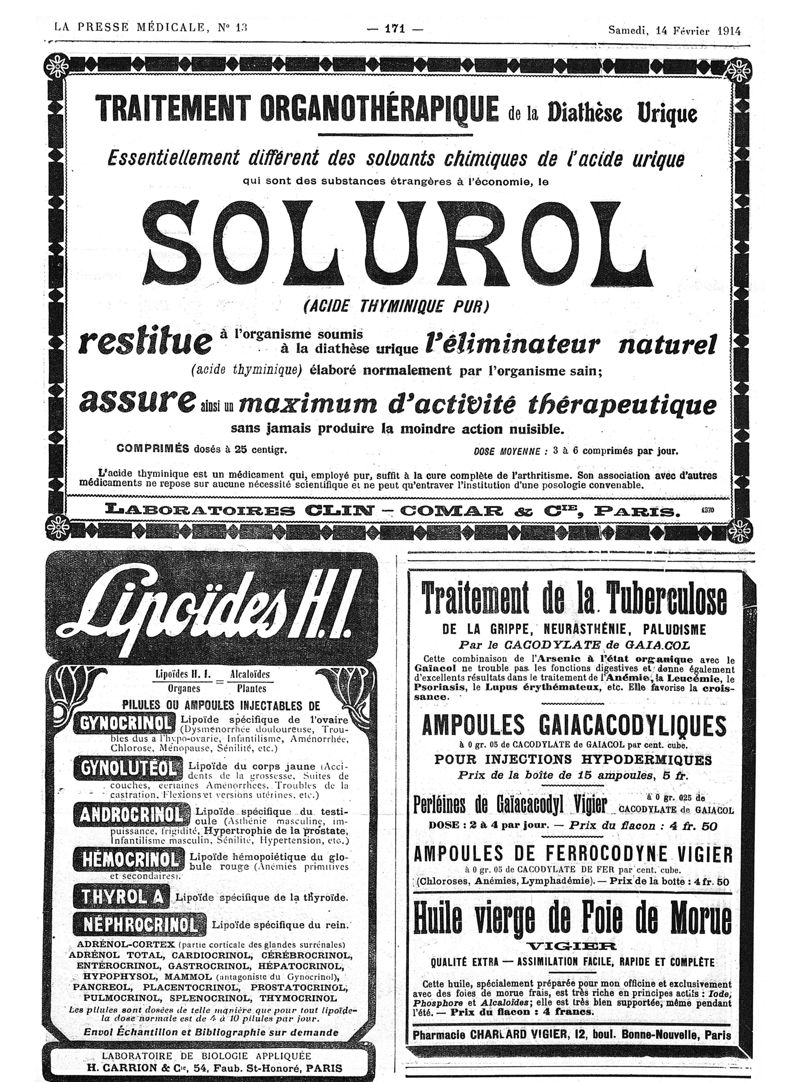 LA PRESSE MÉDICALE, N° 13
— 171 —
Samedi, 14 Février 1914
TRAITEMENT ORGANOTHÉRAPIQUE de la Diathèse Urique
Essentiellement différent des solvants chimiques de l'acide urique
qui sont des substances étrangères à l'économie, le
SOLUROL
(ACIDE THYMINIQUE PUR)
restitue à l'organisme soumis
à la diathèse urique l'éliminateur naturel
(acide thyminique) élaboré normalement par l'organisme sain;
assure ainsi un maximum d'activité thérapeutique
sans jamais produire la moindre action nuisible.
COMPRIMÉS dosés à 25 centigr.
DOSE MOYENNE : 3 à 6 comprimés par jour.
L'acide thyminique est un médicament qui, employé pur, suffit à la cure complète de l'arthritisme. Son association avec d'autres
médicaments ne repose sur aucune nécessité scientifique et ne peut qu'entraver l'institution d'une posologie convenable.
LABORATOIRES CLIN - COMAR & CIE, PARIS.
1370
Lipoïdes H.I.
Lipoïdes H. I. = Alcaloïdes
Organes Plantes
PILULES OU AMPOULES INJECTABLES DE
GYNOCRINOL Lipoïde spécifique de l'ovaire
(Dysménorrhée douloureuse, Trou-
bles dus à l'hypo-ovarie, Infantilisme, Aménorrhée,
Chlorose, Ménopause, Sénilité, etc.)
GYNOLUTÉOL Lipoïde du corps jaune (Acci-
dents de la grossesse, Suites de
couches, certaines Aménorrhées, Troubles de la
castration, Flexions et versions utérines, etc.)
ANDROCRINOL Lipoïde spécifique du testi-
cule (Asthénie masculine, im-
puissance, frigidité, Hypertrophie de la prostate,
Infantilisme masculin, Sénilité, Hypertension, etc.)
HÉMOCRINOL Lipoïde hémopoïétique du glo-
bule rouge (Anémies primitives
et secondaires).
THYROL A Lipoïde spécifique de la thyroïde.
NÉPHROCRINOL Lipoïde spécifique du rein.
ADRÉNOL-CORTEX (partie corticale des glandes surrénales)
ADRÉNOL TOTAL, CARDIOCRINOL, CÉRÉBROCRINOL,
ENTÉROCRINOL, GASTROCRINOL, HÉPATOCRINOL,
HYPOPHYSOL, MAMMOL (antagoniste du Gynocrinol),
PANCREOL, PLACENTOCRINOL, PROSTATOCRINOL,
PULMOCRINOL, SPLENOCRINOL, THYMOCRINOL
Les pilules sont dosées de telle manière que pour tout lipoïde
la dose normale est de 4 à 10 pilules par jour.
Envoi Échantillon et Bibliographie sur demande
LABORATOIRE DE BIOLOGIE APPLIQUÉE
H. CARRION & Cie, 54, Faub. St-Honoré, PARIS
Traitement de la Tuberculose
DE LA GRIPPE, NEURASTHÉNIE, PALUDISME
Par le CACODYLATE de GAIACOL
Cette combinaison de l'Arsenic à l'état organique avec le
Gaïacol ne trouble pas les fonctions digestives et donne également
d'excellents résultats dans le traitement de l'Anémie, la Leucémie, le
Psoriasis, le Lupus érythémateux, etc. Elle favorise la crois-
sance.
AMPOULES GAIACACODYLIQUES
à 0 gr. 05 de CACODYLATE de GAIACOL par cent. cube.
POUR INJECTIONS HYPODERMIQUES
Prix de la boîte de 15 ampoules, 5 fr.
Perléines de Gaïacacodyl Vigier à 0 gr. 025 de
CACODYLATE de GAIACOL
DOSE : 2 à 4 par jour. — Prix du flacon : 4 fr. 50
AMPOULES DE FERROCODYNE VIGIER
à 0 gr. 05 de CACODYLATE DE FER par cent. cube.
(Chloroses, Anémies, Lymphadémie). — Prix de la boîte : 4 fr. 50
Huile vierge de Foie de Morue
VIGIER
QUALITÉ EXTRA — ASSIMILATION FACILE, RAPIDE ET COMPLÈTE
Cette huile, spécialement préparée pour mon officine et exclusivement
avec des foies de morue frais, est très riche en principes actifs : Iode,
Phosphore et Alcaloïdes; elle est très bien supportée, même pendant
l'été. — Prix du flacon : 4 francs.
Pharmacie CHARLARD VIGIER, 12, boul. Bonne-Nouvelle, Paris